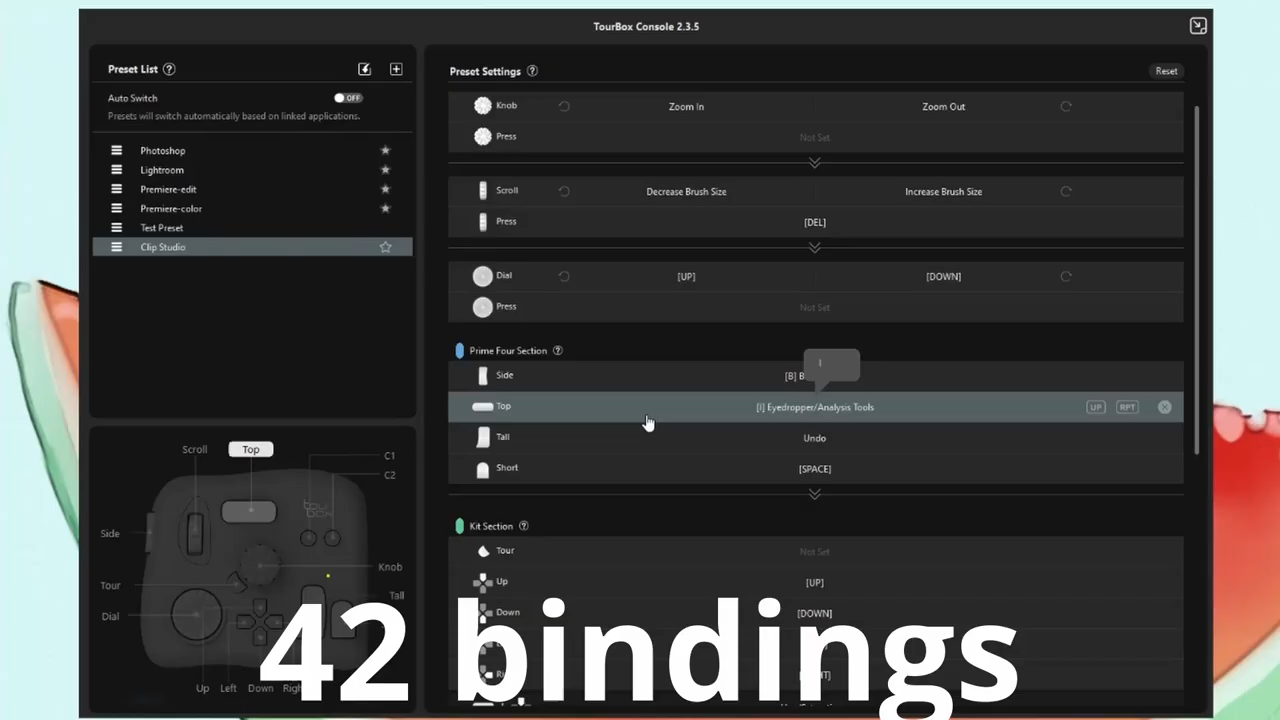 TourBox Console 2.3.5
Preset List ?
Auto Switch OFF
Presets will switch automatically based on linked applications.
Photoshop
Lightroom
Premiere-edit
Premiere-color
Test Preset
Clip Studio
Scroll Top C1
C2
Side
Knob
Tour
Tall
Dial
Up Left Down
Preset Settings ?
Reset
Knob Zoom In Zoom Out
Press Not Set
Scroll Decrease Brush Size Increase Brush Size
Press [DEL]
Dial [UP] [DOWN]
Press Not Set
Prime Four Section ?
I
Side [B]
Top [I] Eyedropper/Analysis Tools UP RPT
Tall Undo
Short [SPACE]
Kit Section ?
Tour Not Set
Up [UP]
Down [DOWN]
42 bindings